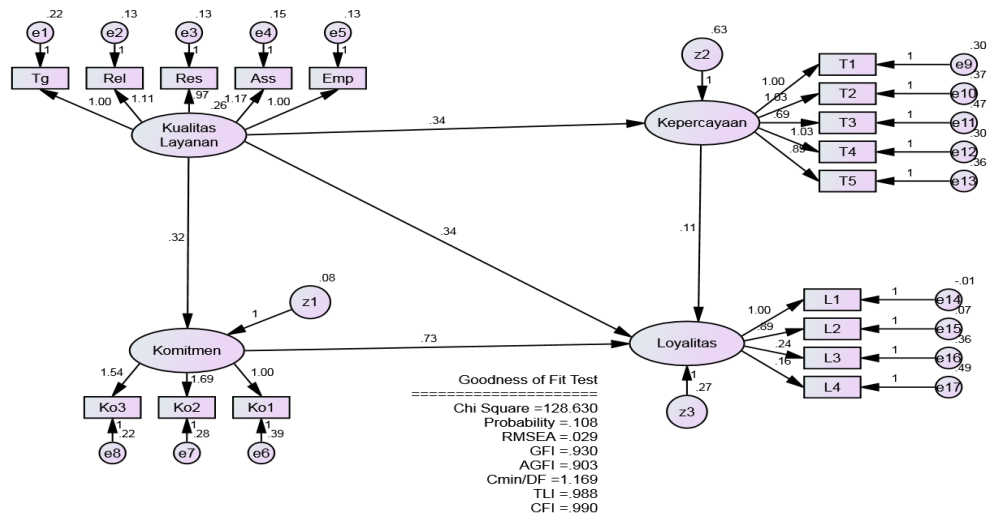 .22 .13 .13 .15 .13
e1 e2 e3 e4 e5
1 1 1 1 1
Tg Rel Res Ass Emp
1.00 1.11 .97 1.17 1.00
.26
Kualitas
Layanan
.34
.32
.34
.63
z2
1
Kepercayaan
1.00
1.03
.69
1.03
.89
T1 1 e9 .30
T2 1 e10 .37
T3 1 e11 .47
T4 1 e12 .30
T5 1 e13 .36
.11
.08
z1
1
Komitmen
.73
1.54 1.69 1.00
Ko3 Ko2 Ko1
1 1 1
.22 .28 .39
e8 e7 e6
Loyalitas
1.00
.89
.24
.16
L1 1 e14 -.01
L2 1 e15 .07
L3 1 e16 .36
L4 1 e17 .49
1
.27
z3
Goodness of Fit Test
=====================
Chi Square =128.630
Probability =.108
RMSEA =.029
GFI =.930
AGFI =.903
Cmin/DF =1.169
TLI =.988
CFI =.990